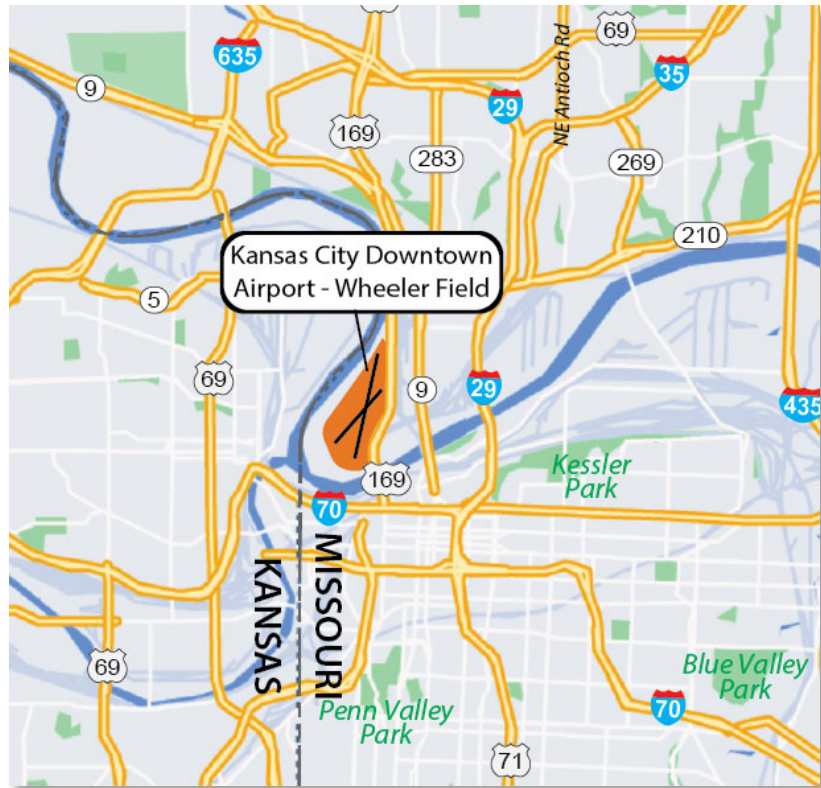 69
635
35
9
29
NE Antioch Rd
169
283
269
210
Kansas City Downtown
Airport - Wheeler Field
5
69
9
29
435
Kessler
Park
169
70
MISSOURI
KANSAS
69
Blue Valley
Park
Penn Valley
Park
70
71